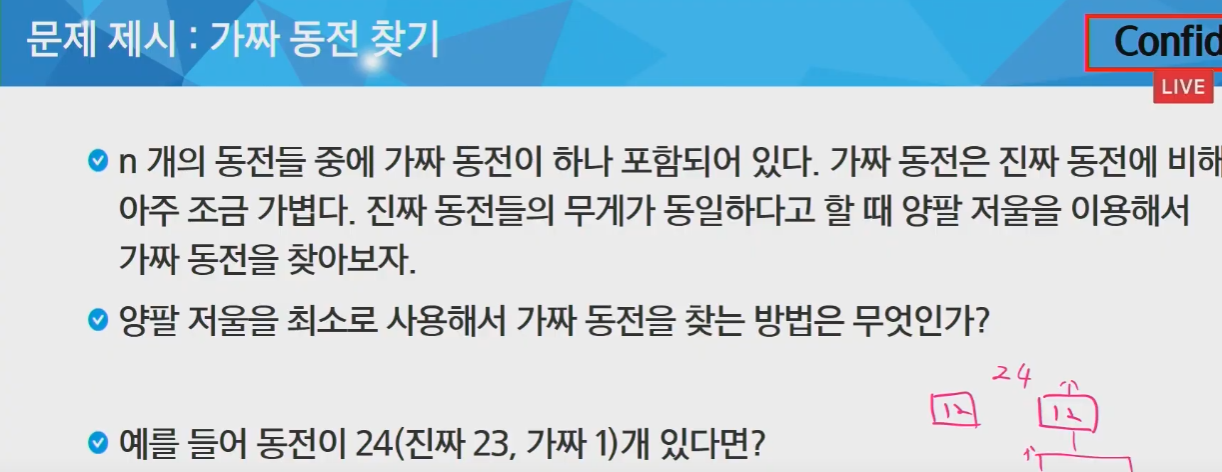 문제 제시 : 가짜 동전 찾기
Confid
LIVE
n 개의 동전들 중에 가짜 동전이 하나 포함되어 있다. 가짜 동전은 진짜 동전에 비해
아주 조금 가볍다. 진짜 동전들의 무게가 동일하다고 할 때 양팔 저울을 이용해서
가짜 동전을 찾아보자.
양팔 저울을 최소로 사용해서 가짜 동전을 찾는 방법은 무엇인가?
24
12 12
예를 들어 동전이 24(진짜 23, 가짜 1)개 있다면?